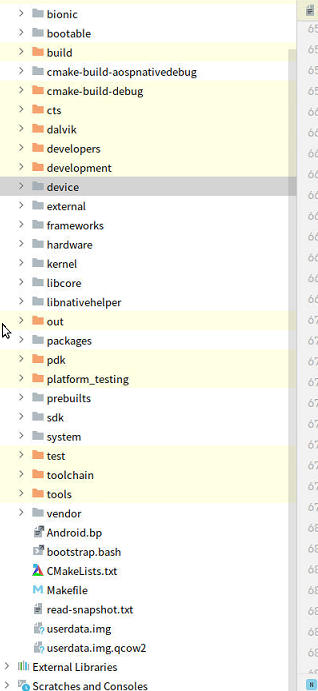 bionic
bootable
build
cmake-build-aospnativedebug
cmake-build-debug
cts
dalvik
developers
development
device
external
frameworks
hardware
kernel
libcore
libnativehelper
out
packages
pdk
platform_testing
prebuilts
sdk
system
test
toolchain
tools
vendor
Android.bp
bootstrap.bash
CMakeLists.txt
Makefile
read-snapshot.txt
userdata.img
userdata.img.qcow2
External Libraries
Scratches and Consoles